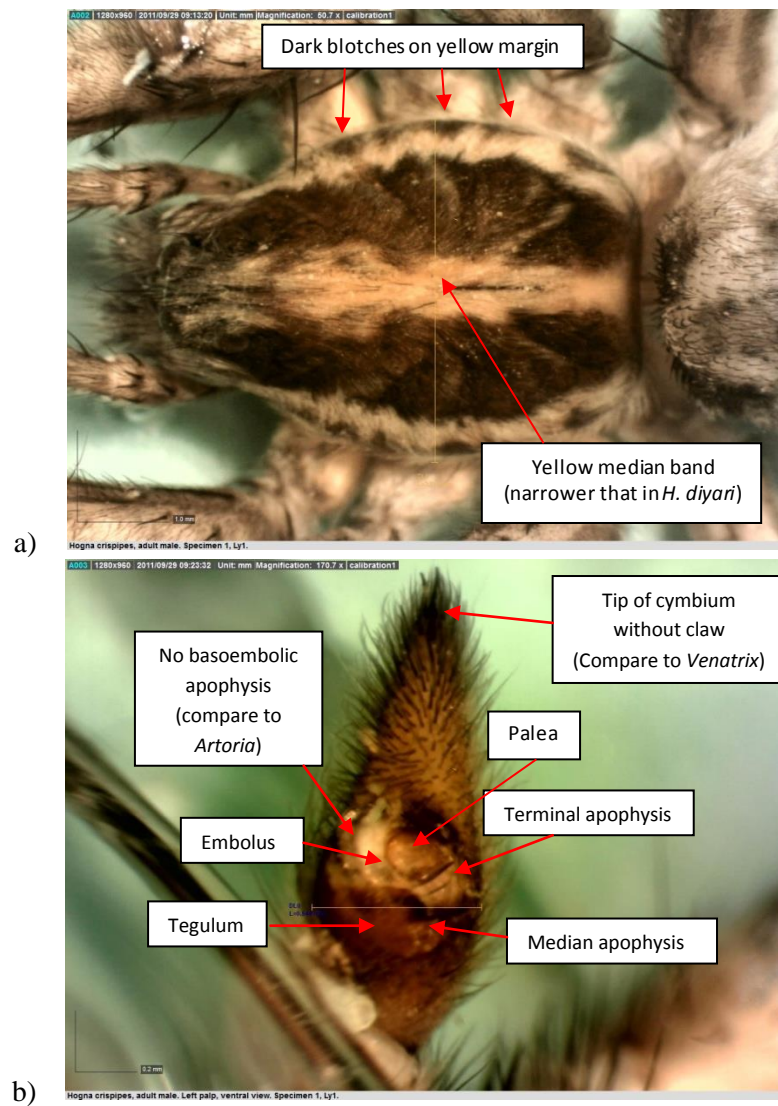 A002 | 1280x960 | 2011/09/29 09:13:20 | Unit: mm | Magnification: 50.7 x | calibration1
Dark blotches on yellow margin
Yellow median band
(narrower that in H. diyari)
1.0 mm
a)
Hogna crispipes, adult male. Specimen 1, Ly1.
A003 | 1280x960 | 2011/09/29 09:23:32 | Unit: mm | Magnification: 170.7 x | calibration1
Tip of cymbium
without claw
(Compare to Venatrix)
No basoembolic
apophysis
(compare to
Artoria)
Palea
Terminal apophysis
Embolus
Tegulum
Median apophysis
0.2 mm
b)
Hogna crispipes, adult male. Left palp, ventral view. Specimen 1, Ly1.